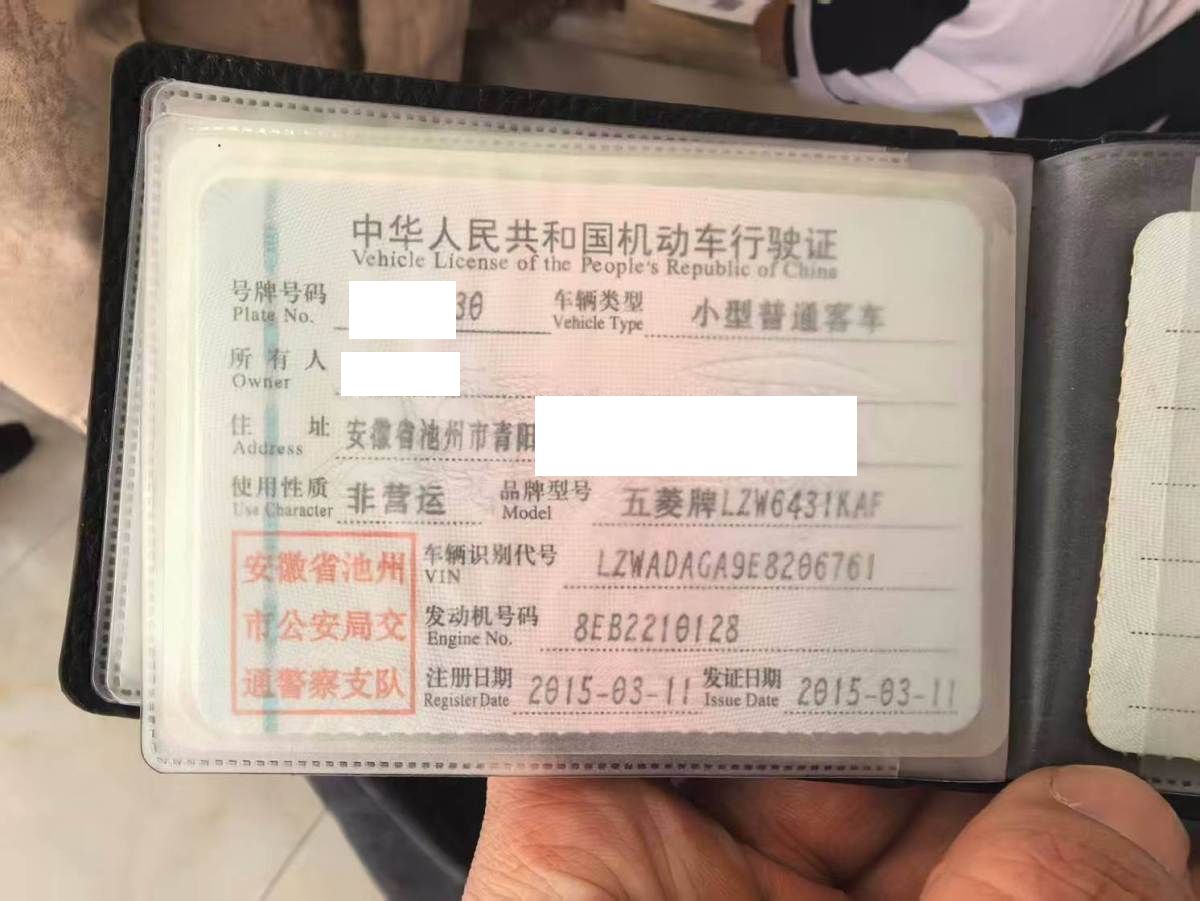 中华人民共和国机动车行驶证
Vehicle License of the People's Republic of China
号牌号码 30 车辆类型 小型普通客车
Plate No. Vehicle Type
所有人
Owner
住址 安徽省池州市青阳
Address
使用性质 非营运 品牌型号 五菱牌LZW6431KAF
Use Character Model
安徽省池州
市公安局交
通警察支队
车辆识别代号 LZWADAGA9E8206761
VIN
发动机号码 8EB2210128
Engine No.
注册日期 2015-03-11 发证日期 2015-03-11
Register Date Issue Date